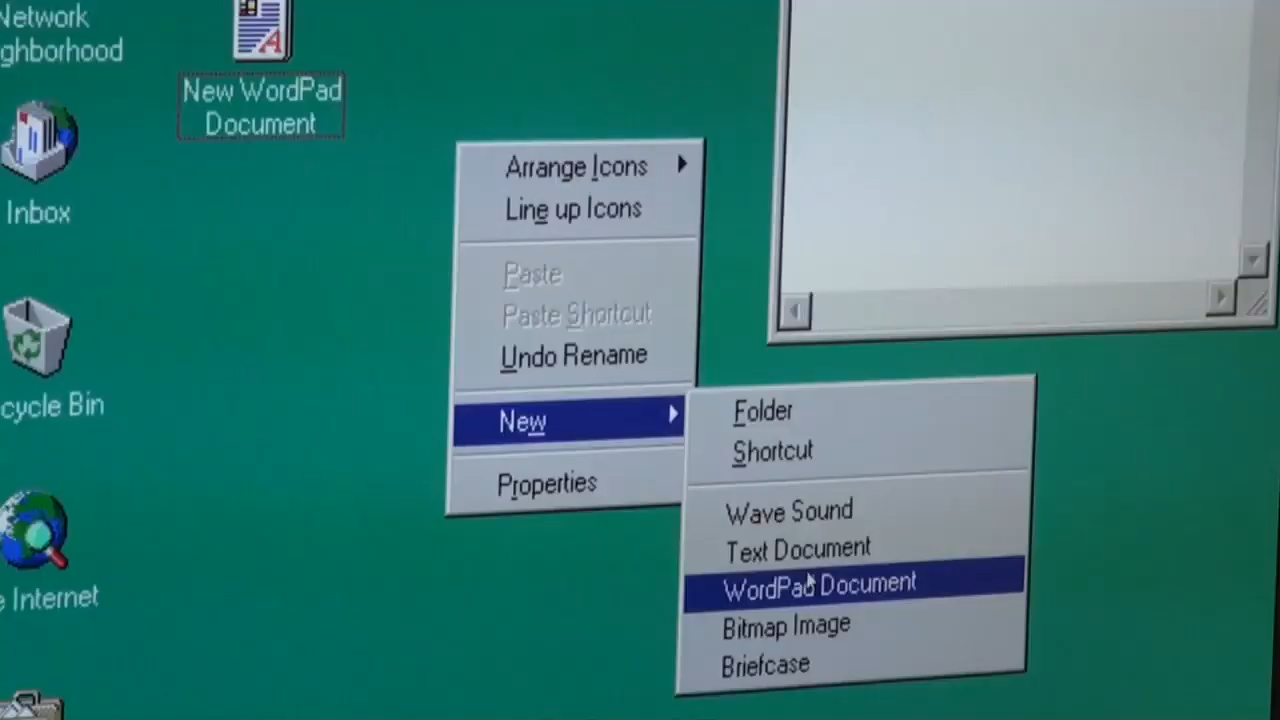 Network
ghborhood
New WordPad
Document
Inbox
cycle Bin
e Internet
Arrange Icons
Line up Icons
Paste
Paste Shortcut
Undo Rename
New
Properties
Folder
Shortcut
Wave Sound
Text Document
WordPad Document
Bitmap Image
Briefcase